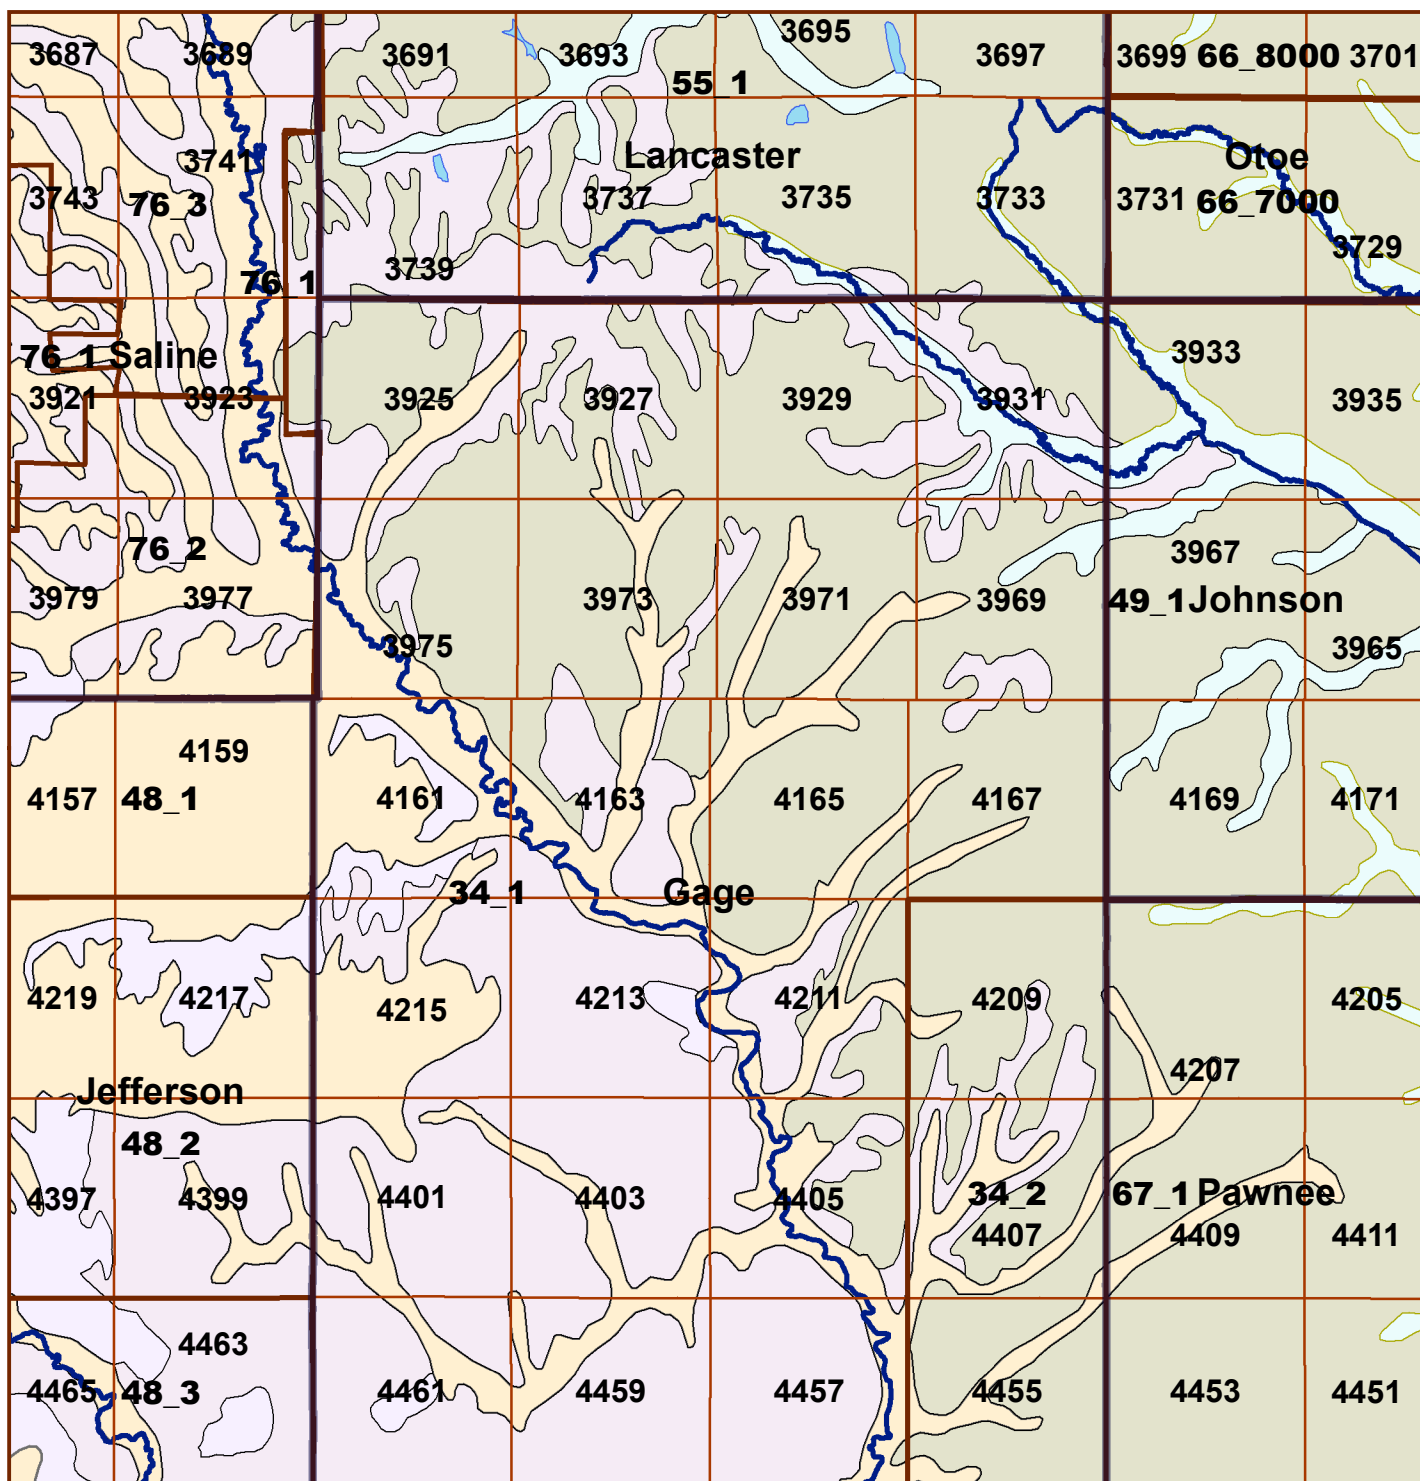 3687 3689 3691 3693 3695 3697 3699 66_8000 3701
55_1
3741 Lancaster Otoe
3743 76_3 3737 3735 3733 3731 66_7000
3729
76_1 3739
76_1 Saline 3933
3921 3923 3925 3927 3929 3931 3935
76_2 3967
3979 3977 3973 3971 3969 49_1 Johnson
3975 3965
4159
4157 48_1 4161 4163 4165 4167 4169 4171
34_1 Gage
4219 4217 4215 4213 4211 4209 4205
4207
Jefferson
48_2
4397 4399 4401 4403 4405 34_2 67_1 Pawnee
4407 4409 4411
4463
4465 48_3 4461 4459 4457 4455 4453 4451